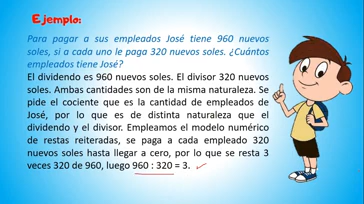 Ejemplo:
Para pagar a sus empleados José tiene 960 nuevos
soles, si a cada uno le paga 320 nuevos soles. ¿Cuántos
empleados tiene José?
El dividendo es 960 nuevos soles. El divisor 320 nuevos
soles. Ambas cantidades son de la misma naturaleza. Se
pide el cociente que es la cantidad de empleados de
José, por lo que es de distinta naturaleza que el
dividendo y el divisor. Empleamos el modelo numérico
de restas reiteradas, se paga a cada empleado 320
nuevos soles hasta llegar a cero, por lo que se resta 3
veces 320 de 960, luego 960 : 320 = 3.